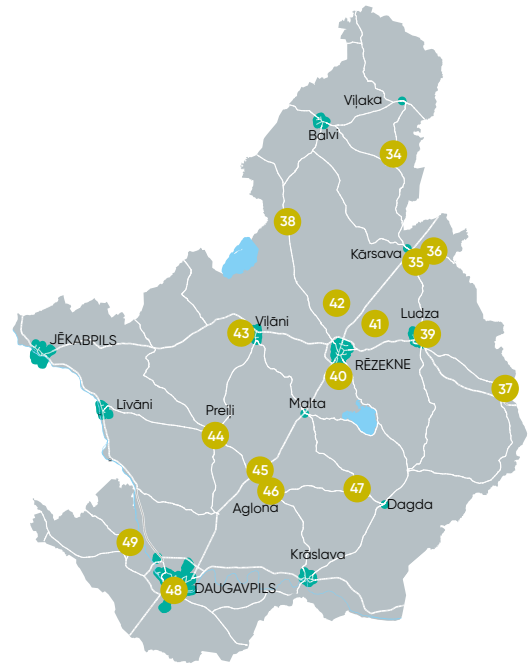 Viļaka
Balvi
34
38
Kārsava
36
35
42
41
Ludza
43
Viļāni
39
JĒKABPILS
RĒZEKNE
40
37
Līvāni
Preiļi
Malta
44
45
46
47
Aglona
Dagda
49
Krāslava
48
DAUGAVPILS